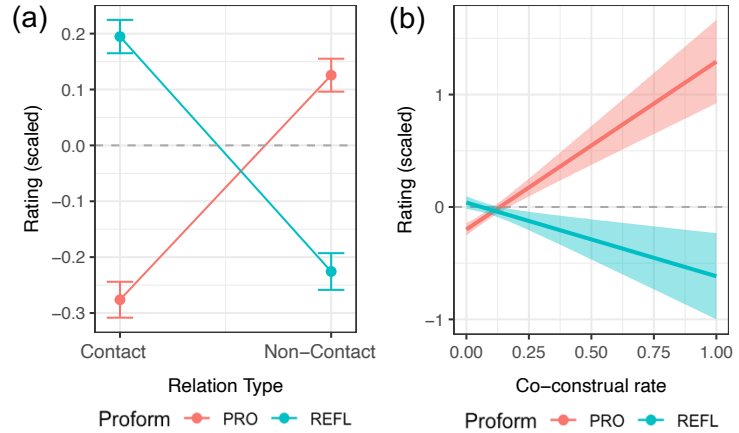 (a)
Rating (scaled)
0.2
0.1
0.0
−0.1
−0.2
−0.3
Contact Non−Contact
Relation Type
Proform PRO REFL
(b)
Rating (scaled)
1
0
−1
0.00 0.25 0.50 0.75 1.00
Co−construal rate
Proform PRO REFL